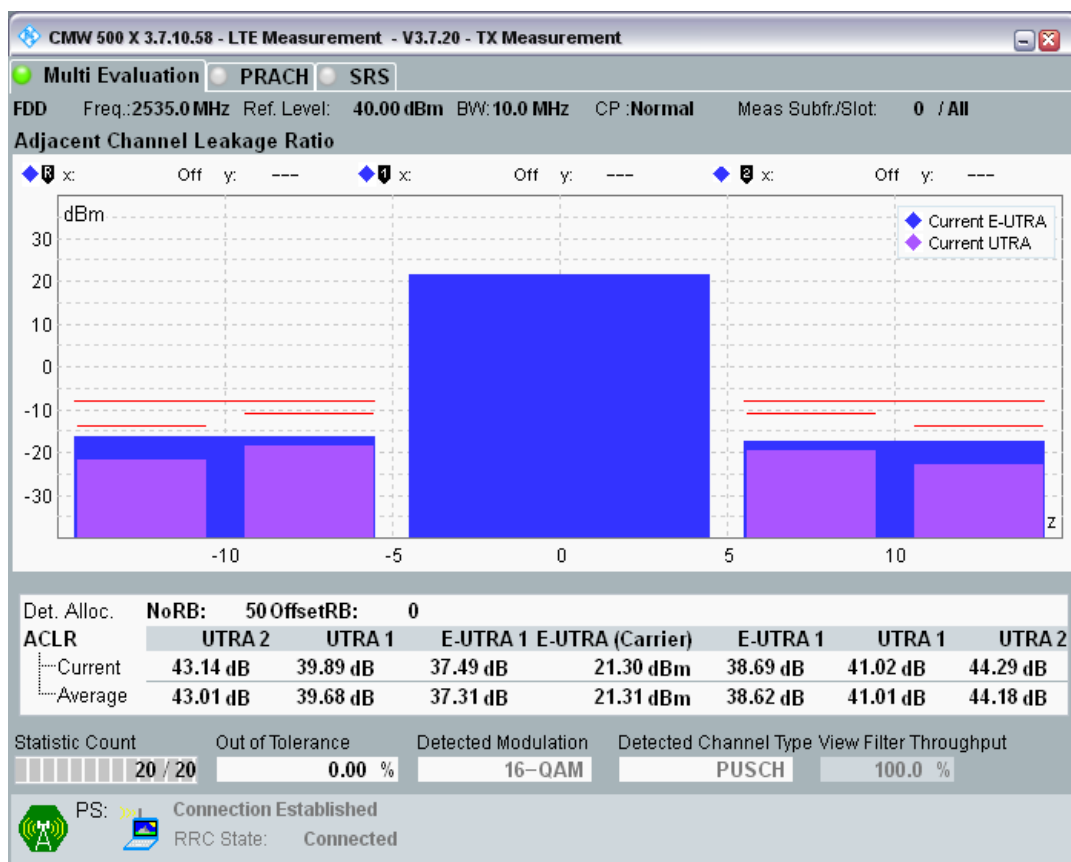 CMW 500 X 3.7.10.58 - LTE Measurement - V3.7.20 - TX Measurement
Multi Evaluation PRACH SRS
FDD Freq.:2535.0 MHz Ref. Level: 40.00 dBm BW:10.0 MHz CP :Normal Meas Subfr./Slot: 0 / All
Adjacent Channel Leakage Ratio
R x: Off y: --- 1 x: Off y: --- 2 x: Off y: ---
dBm
Current E-UTRA
Current UTRA
30
20
10
0
-10
-20
-30
z
-10 -5 0 5 10
Det. Alloc. NoRB: 50 OffsetRB: 0
ACLR UTRA 2 UTRA 1 E-UTRA 1 E-UTRA (Carrier) E-UTRA 1 UTRA 1 UTRA 2
Current 43.14 dB 39.89 dB 37.49 dB 21.30 dBm 38.69 dB 41.02 dB 44.29 dB
Average 43.01 dB 39.68 dB 37.31 dB 21.31 dBm 38.62 dB 41.01 dB 44.18 dB
Statistic Count Out of Tolerance Detected Modulation Detected Channel Type View Filter Throughput
20 / 20 0.00 % 16-QAM PUSCH 100.0 %
PS: Connection Established
RRC State: Connected